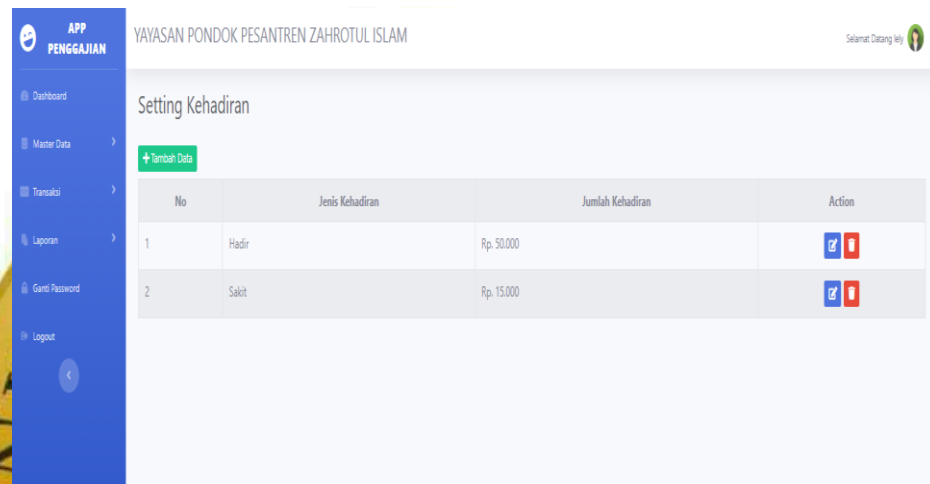 APP
PENGGAJIAN
YAYASAN PONDOK PESANTREN ZAHROTUL ISLAM
Selamat Datang lely
Dashboard
Master Data
Transaksi
Laporan
Ganti Password
Logout
Setting Kehadiran
+Tambah Data
No Jenis Kehadiran Jumlah Kehadiran Action
1 Hadir Rp. 50.000
2 Sakit Rp. 15.000